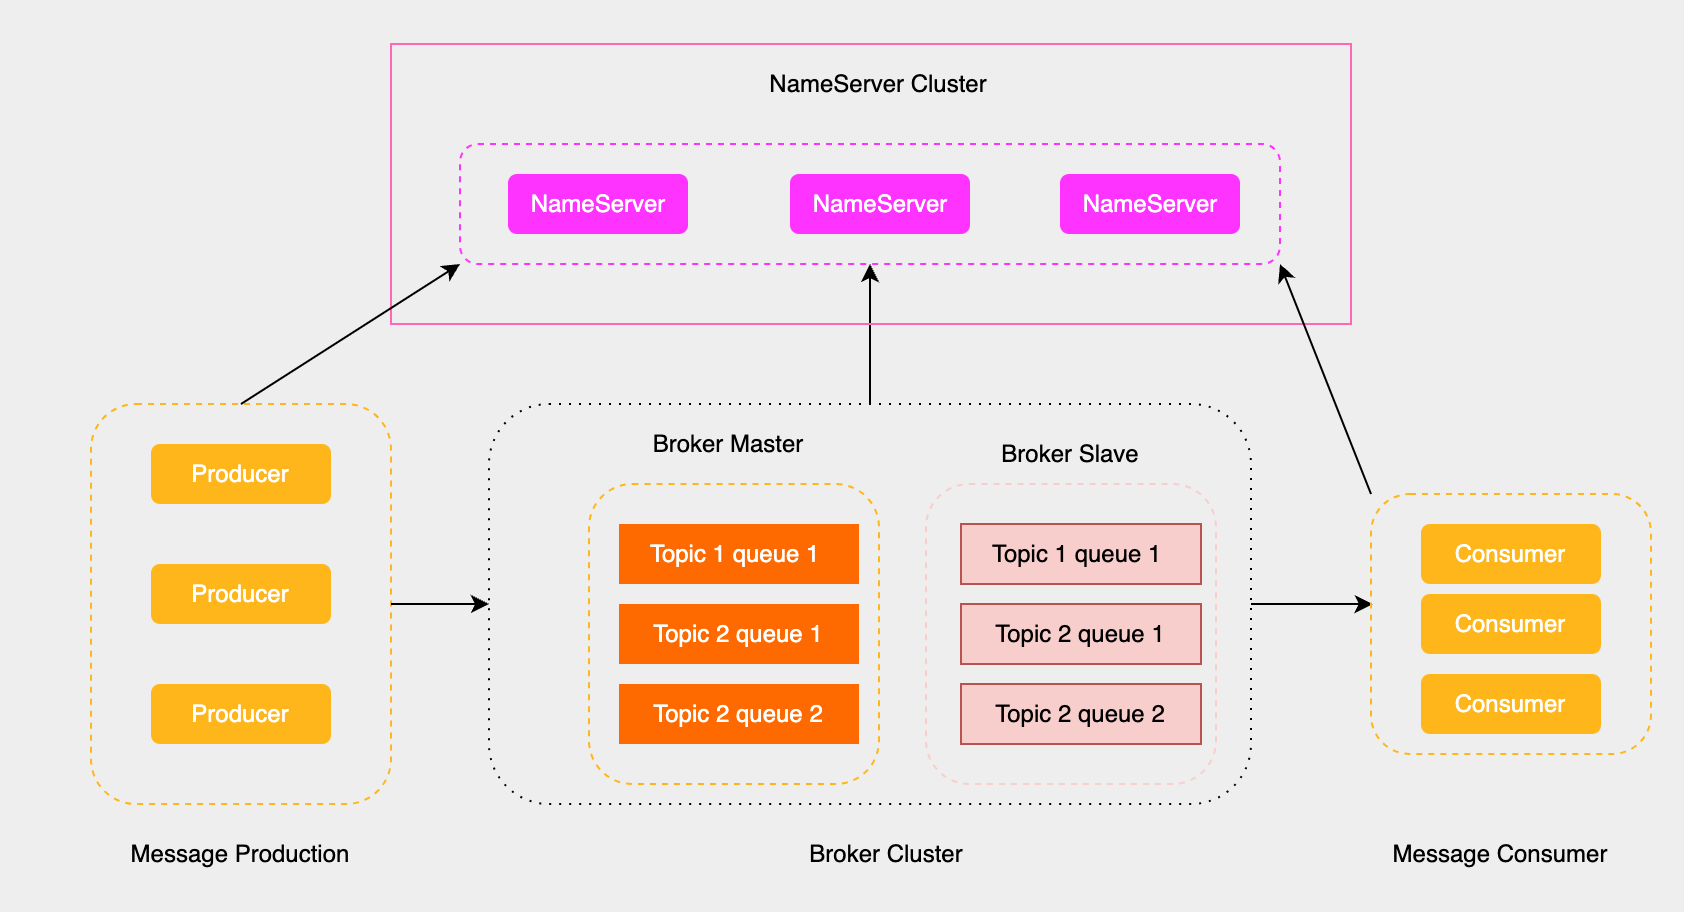 NameServer Cluster
NameServer
NameServer
NameServer
Producer
Producer
Producer
Message Production
Broker Master
Topic 1 queue 1
Topic 2 queue 1
Topic 2 queue 2
Broker Slave
Topic 1 queue 1
Topic 2 queue 1
Topic 2 queue 2
Broker Cluster
Consumer
Consumer
Consumer
Message Consumer